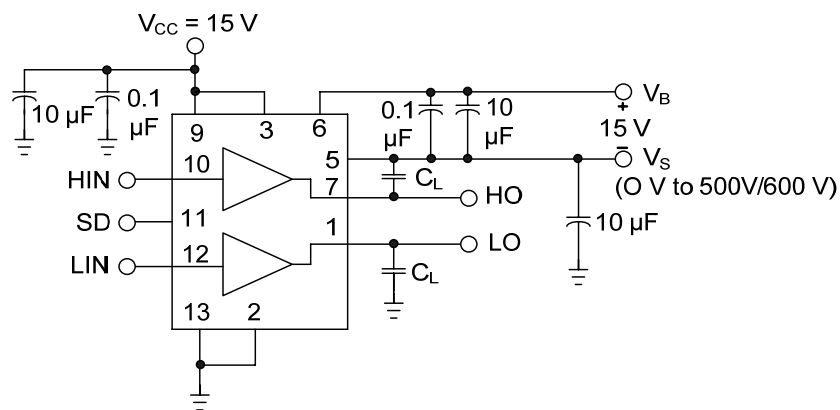 VCC = 15 V
10 µF
0.1 µF
9
3
6
0.1 µF
10 µF
VB
+
15 V
-
VS
(O V to 500V/600 V)
HIN
10
5
7
CL
HO
SD
11
1
10 µF
LIN
12
LO
CL
13
2